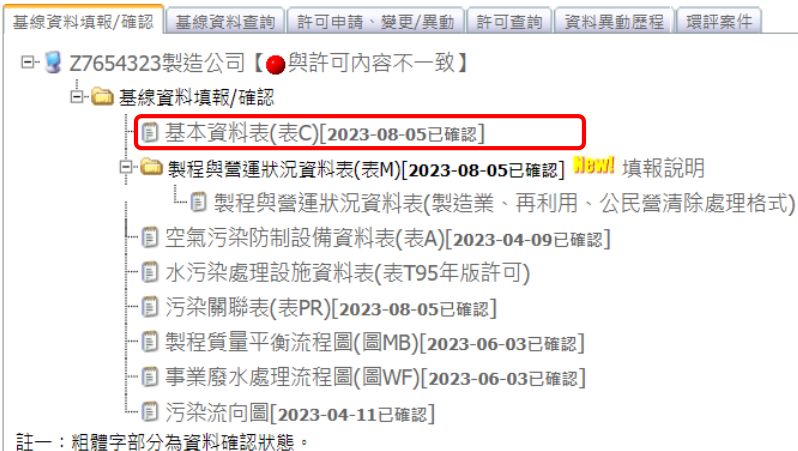 基線資料填報/確認 基線資料查詢 許可申請、變更/異動 許可查詢 資料異動歷程 環評案件
Z7654323製造公司【與許可內容不一致】
基線資料填報/確認
基本資料表(表C)[2023-08-05已確認]
製程與營運狀況資料表(表M)[2023-08-05已確認] New! 填報說明
製程與營運狀況資料表(製造業、再利用、公民營清除處理格式)
空氣污染防制設備資料表(表A)[2023-04-09已確認]
水污染處理設施資料表(表T95年版許可)
污染關聯表(表PR)[2023-08-05已確認]
製程質量平衡流程圖(圖MB)[2023-06-03已確認]
事業廢水處理流程圖(圖WF)[2023-06-03已確認]
污染流向圖[2023-04-11已確認]
註一：粗體字部分為資料確認狀態。